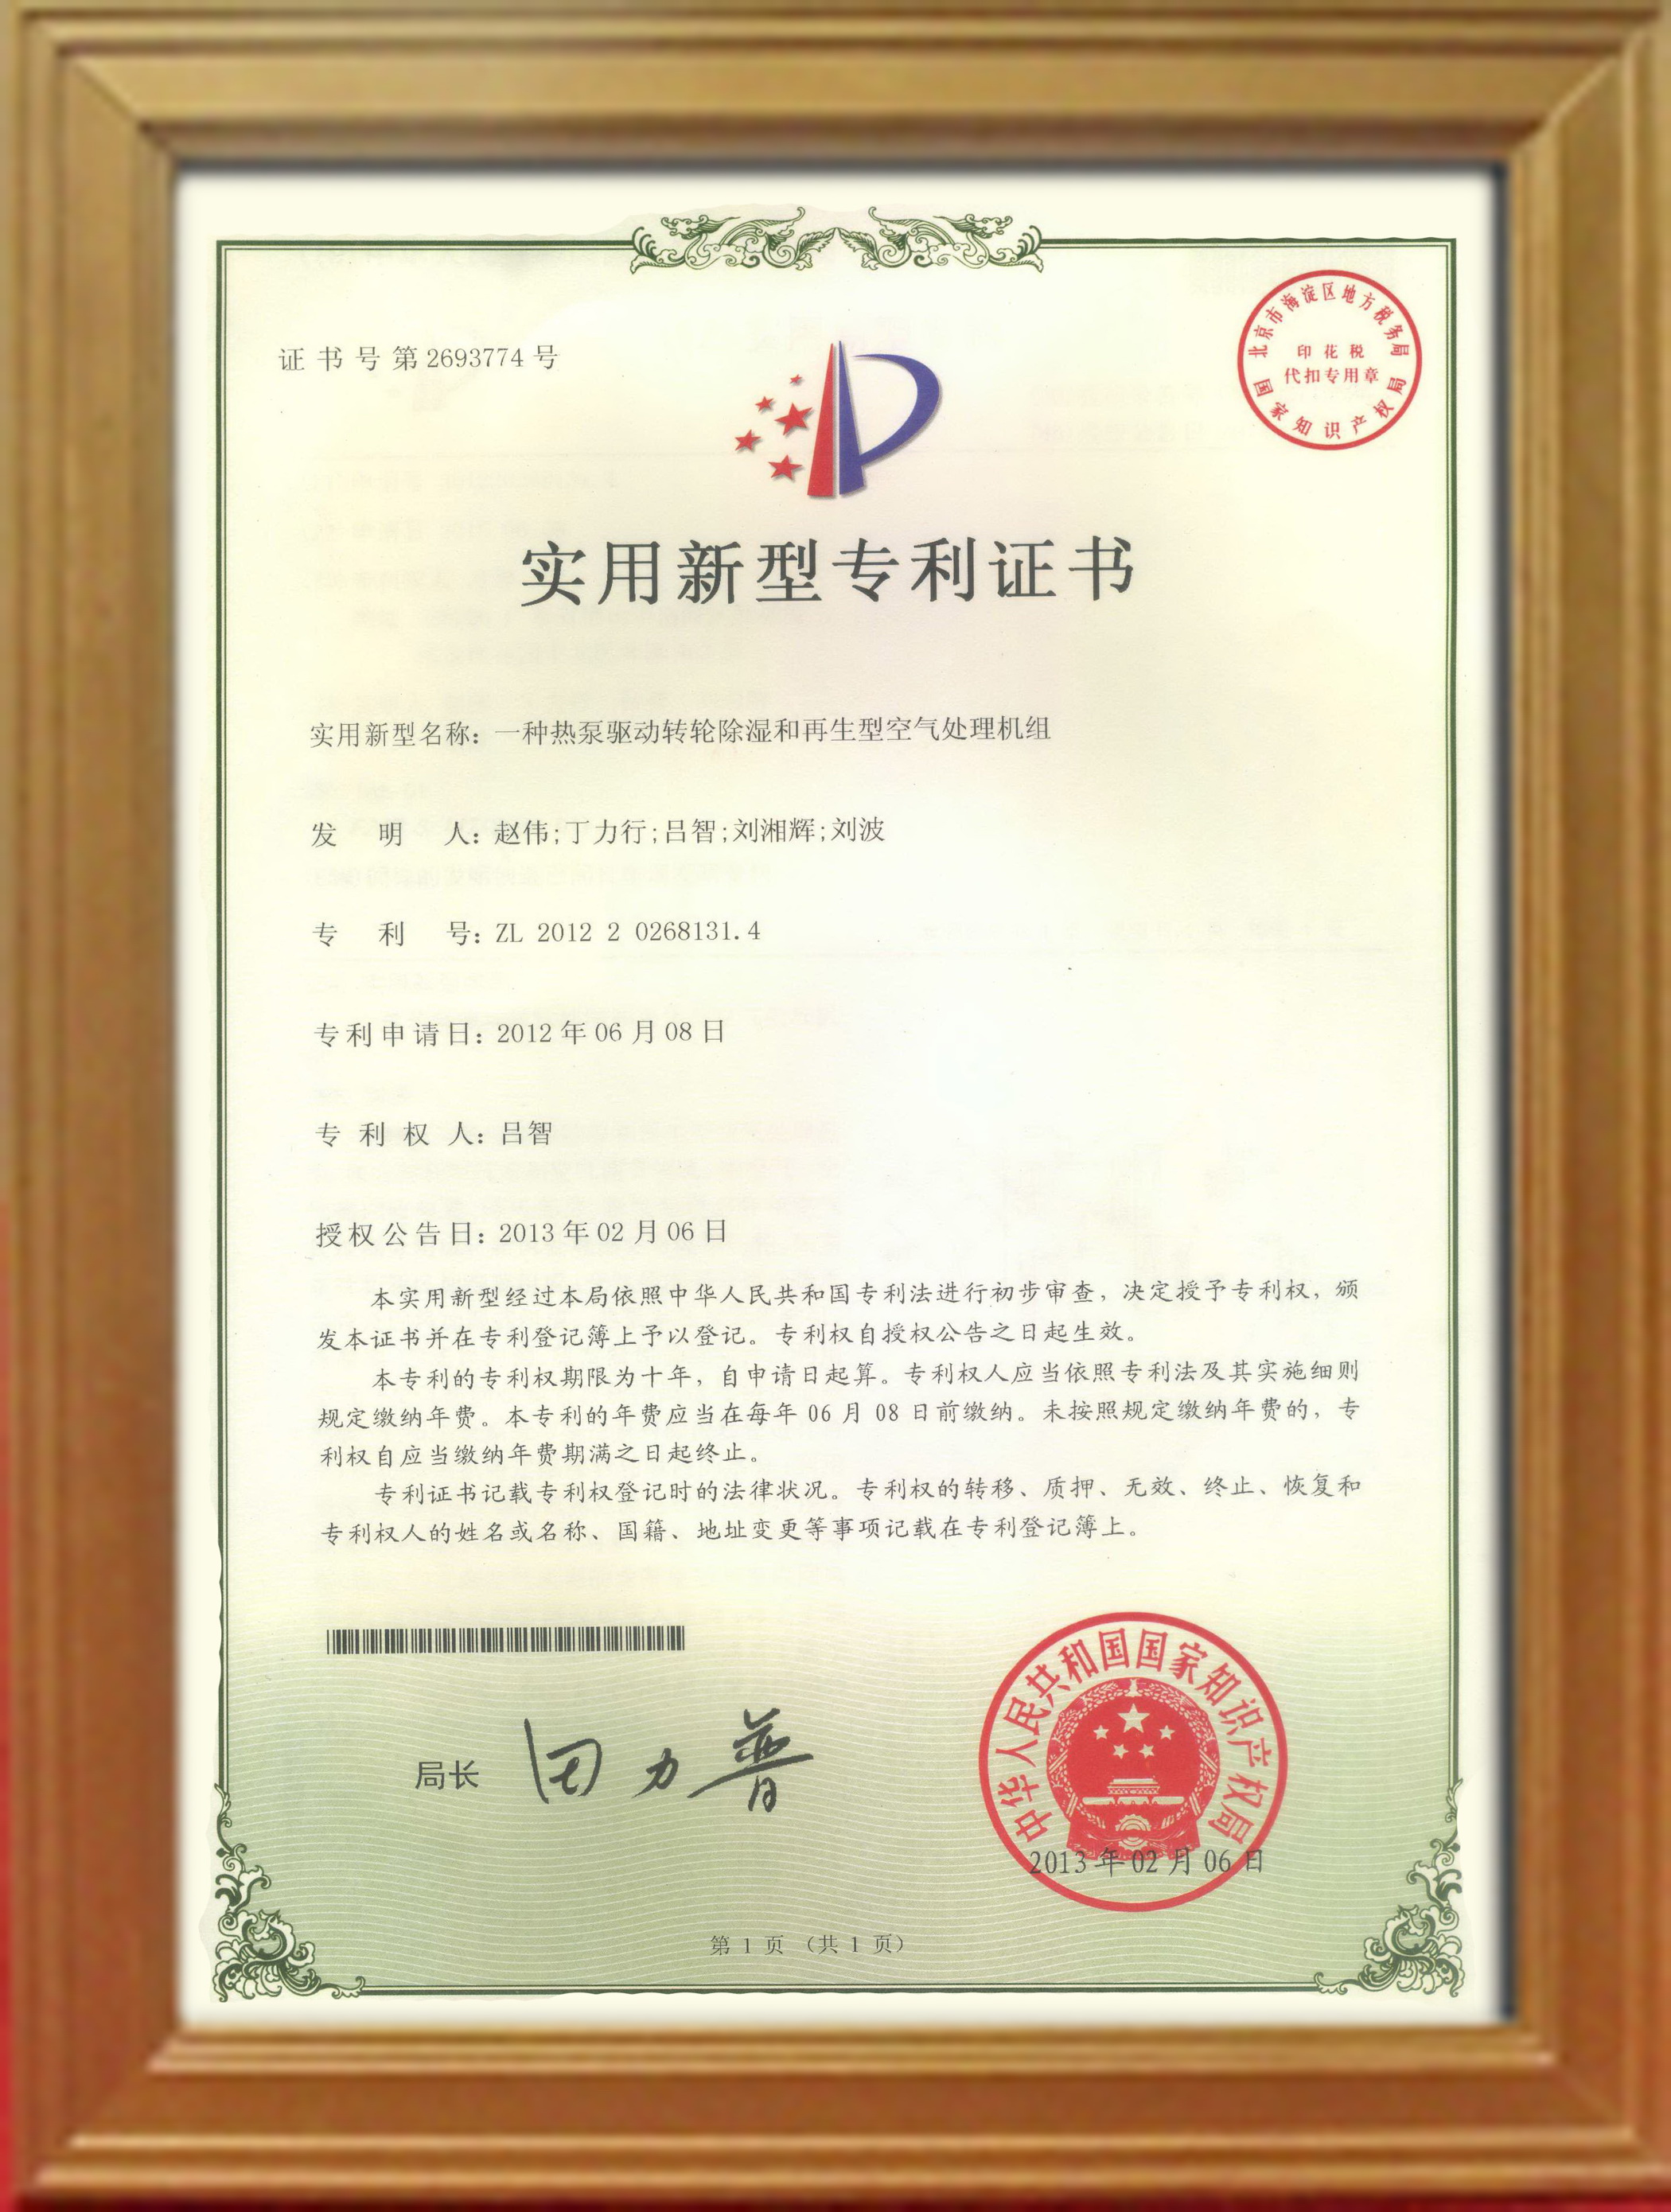 证书号第2693774号
北京市海淀区地方税务局
印花税
代扣专用章
国家知识产权局
实用新型专利证书
实用新型名称：一种热泵驱动转轮除湿和再生型空气处理机组
发明人：赵伟;丁力行;吕智;刘湘辉;刘波
专利号：ZL 2012 2 0268131.4
专利申请日：2012年06月08日
专利权人：吕智
授权公告日：2013年02月06日
本实用新型经过本局依照中华人民共和国专利法进行初步审查，决定授予专利权，颁
发本证书并在专利登记簿上予以登记。专利权自授权公告之日起生效。
本专利的专利权期限为十年，自申请日起算。专利权人应当依照专利法及其实施细则
规定缴纳年费。本专利的年费应当在每年06月08日前缴纳。未按照规定缴纳年费的，专
利权自应当缴纳年费期满之日起终止。
专利证书记载专利权登记时的法律状况。专利权的转移、质押、无效、终止、恢复和
专利权人的姓名或名称、国籍、地址变更等事项记载在专利登记簿上。
局长 田力普
中华人民共和国国家知识产权局
2013年02月06日
第1页（共1页）